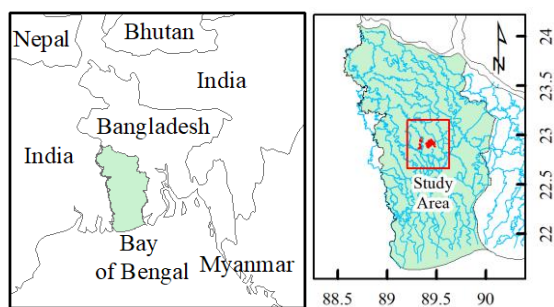 Nepal
Bhutan
India
Bangladesh
India
Bay
of Bengal
Myanmar
N
24
23.5
23
22.5
22
Study
Area
88.5 89 89.5 90